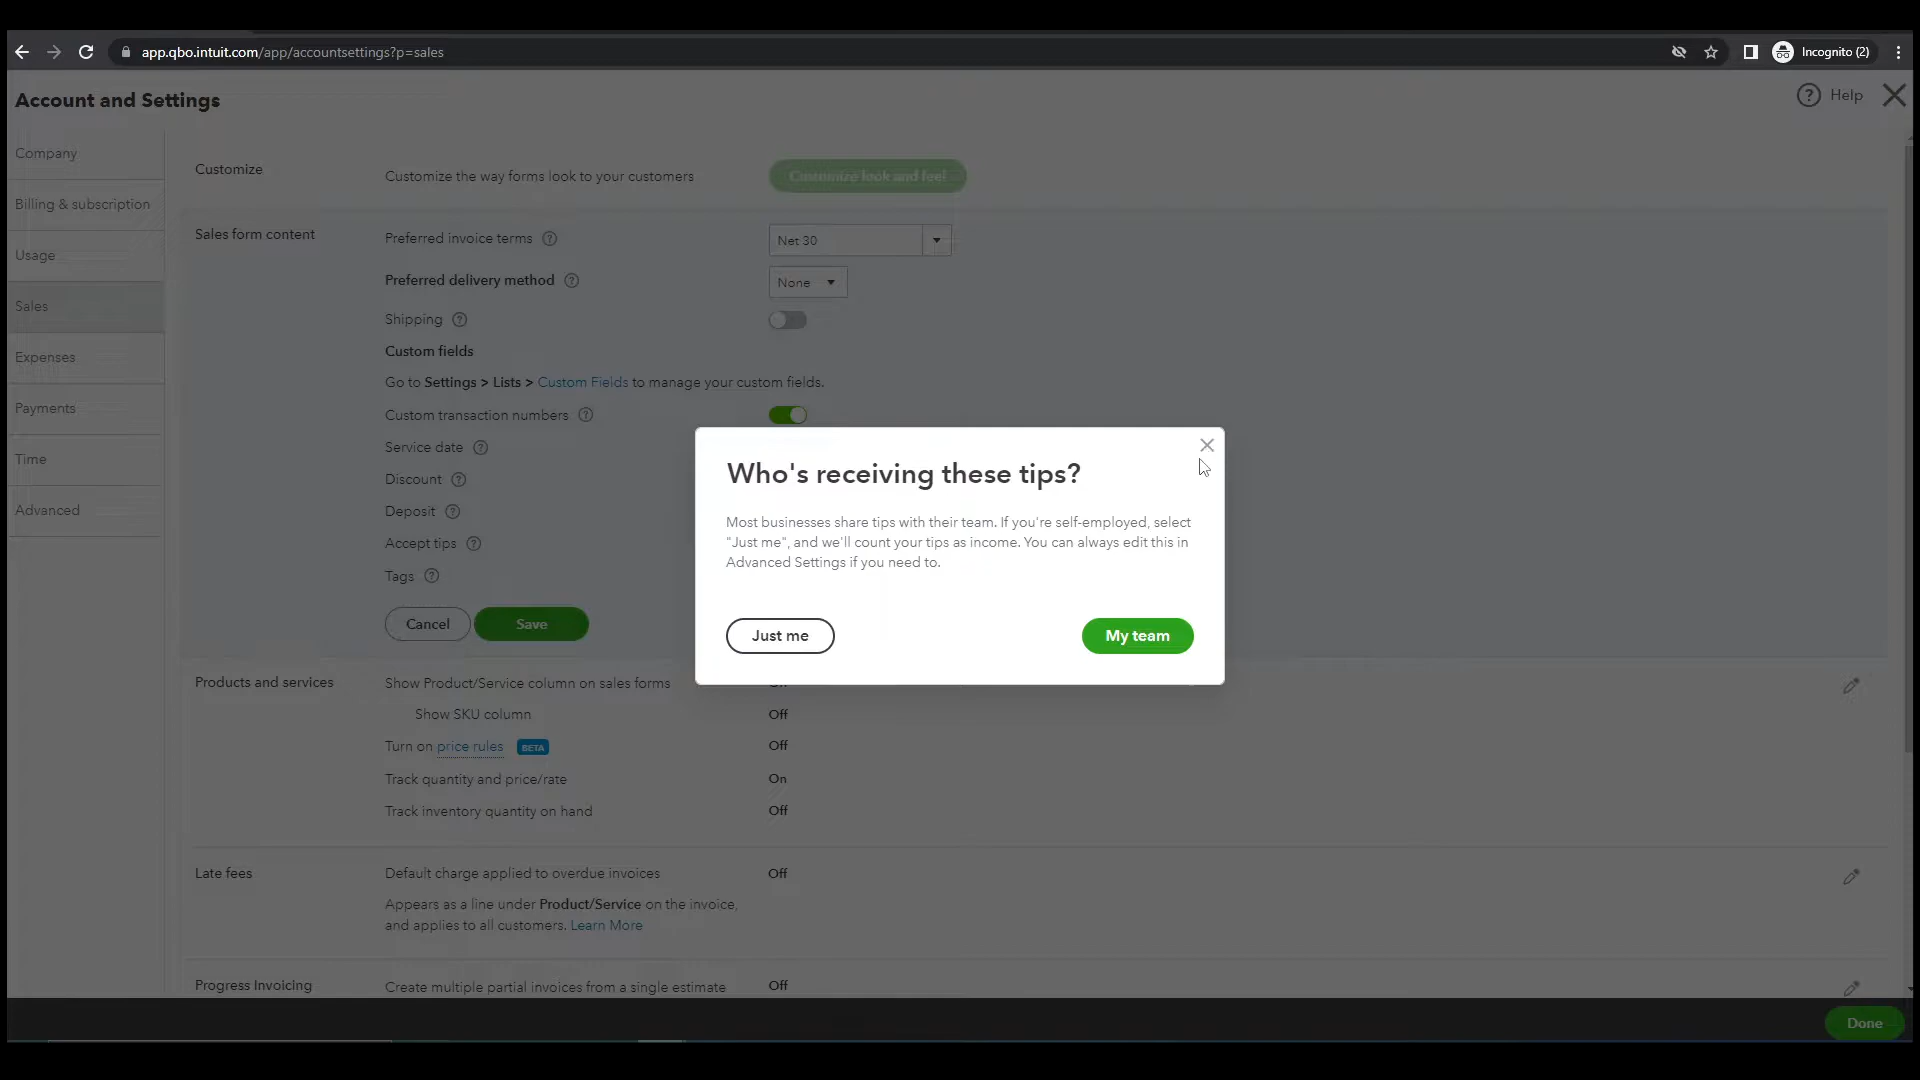 app.qbo.intuit.com/app/accountsettings?p=sales
Incognito (2)
Account and Settings
Help
Company
Billing & subscription
Usage
Sales
Expenses
Payments
Time
Advanced
Customize
Customize the way forms look to your customers
Customize look and feel
Sales form content
Preferred invoice terms
Net 30
Preferred delivery method
None
Shipping
Custom fields
Go to Settings > Lists > Custom Fields to manage your custom fields.
Custom transaction numbers
Service date
Discount
Deposit
Accept tips
Tags
Cancel
Save
Who's receiving these tips?
Most businesses share tips with their team. If you're self-employed, select
"Just me", and we'll count your tips as income. You can always edit this in
Advanced Settings if you need to.
Just me
My team
Products and services
Show Product/Service column on sales forms
Show SKU column
Off
Turn on price rules BETA
Off
Track quantity and price/rate
On
Track inventory quantity on hand
Off
Late fees
Default charge applied to overdue invoices
Off
Appears as a line under Product/Service on the invoice,
and applies to all customers. Learn More
Progress Invoicing
Create multiple partial invoices from a single estimate
Off
Done